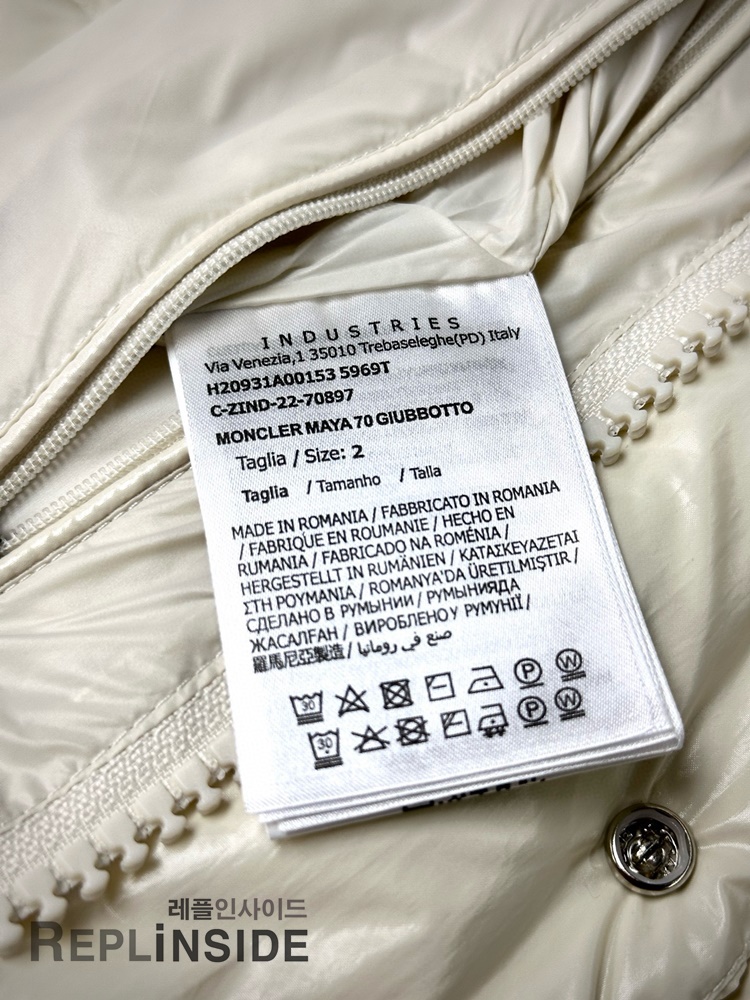 INDUSTRIES
Via Venezia,1 35010 Trebaseleghe(PD) Italy
H20931A00153 5969T
C-ZIND-22-70897
MONCLER MAYA 70 GIUBBOTTO
Taglia / Size: 2
Taglia / Tamanho / Talla
MADE IN ROMANIA / FABBRICATO IN ROMANIA
/ FABRIQUE EN ROUMANIE / HECHO EN
RUMANIA / FABRICADO NA ROMÉNIA /
HERGESTELLT IN RUMÄNIEN / ΚΑΤΑΣΚΕΥΑΖΕΤΑΙ
ΣΤΗ ΡΟΥΜΑΝΙΑ / ROMANYA'DA ÜRETILMIŞTIR /
СДЕЛАНО В РУМЫНИИ / РУМЫНИЯДА
ЖАСАЛҒАН / ВИРОБЛЕНО У РУМУНІЇ /
羅馬尼亞製造 / صنع في رومانيا
30 P W
30 P W
레플인사이드
REPLINSIDE